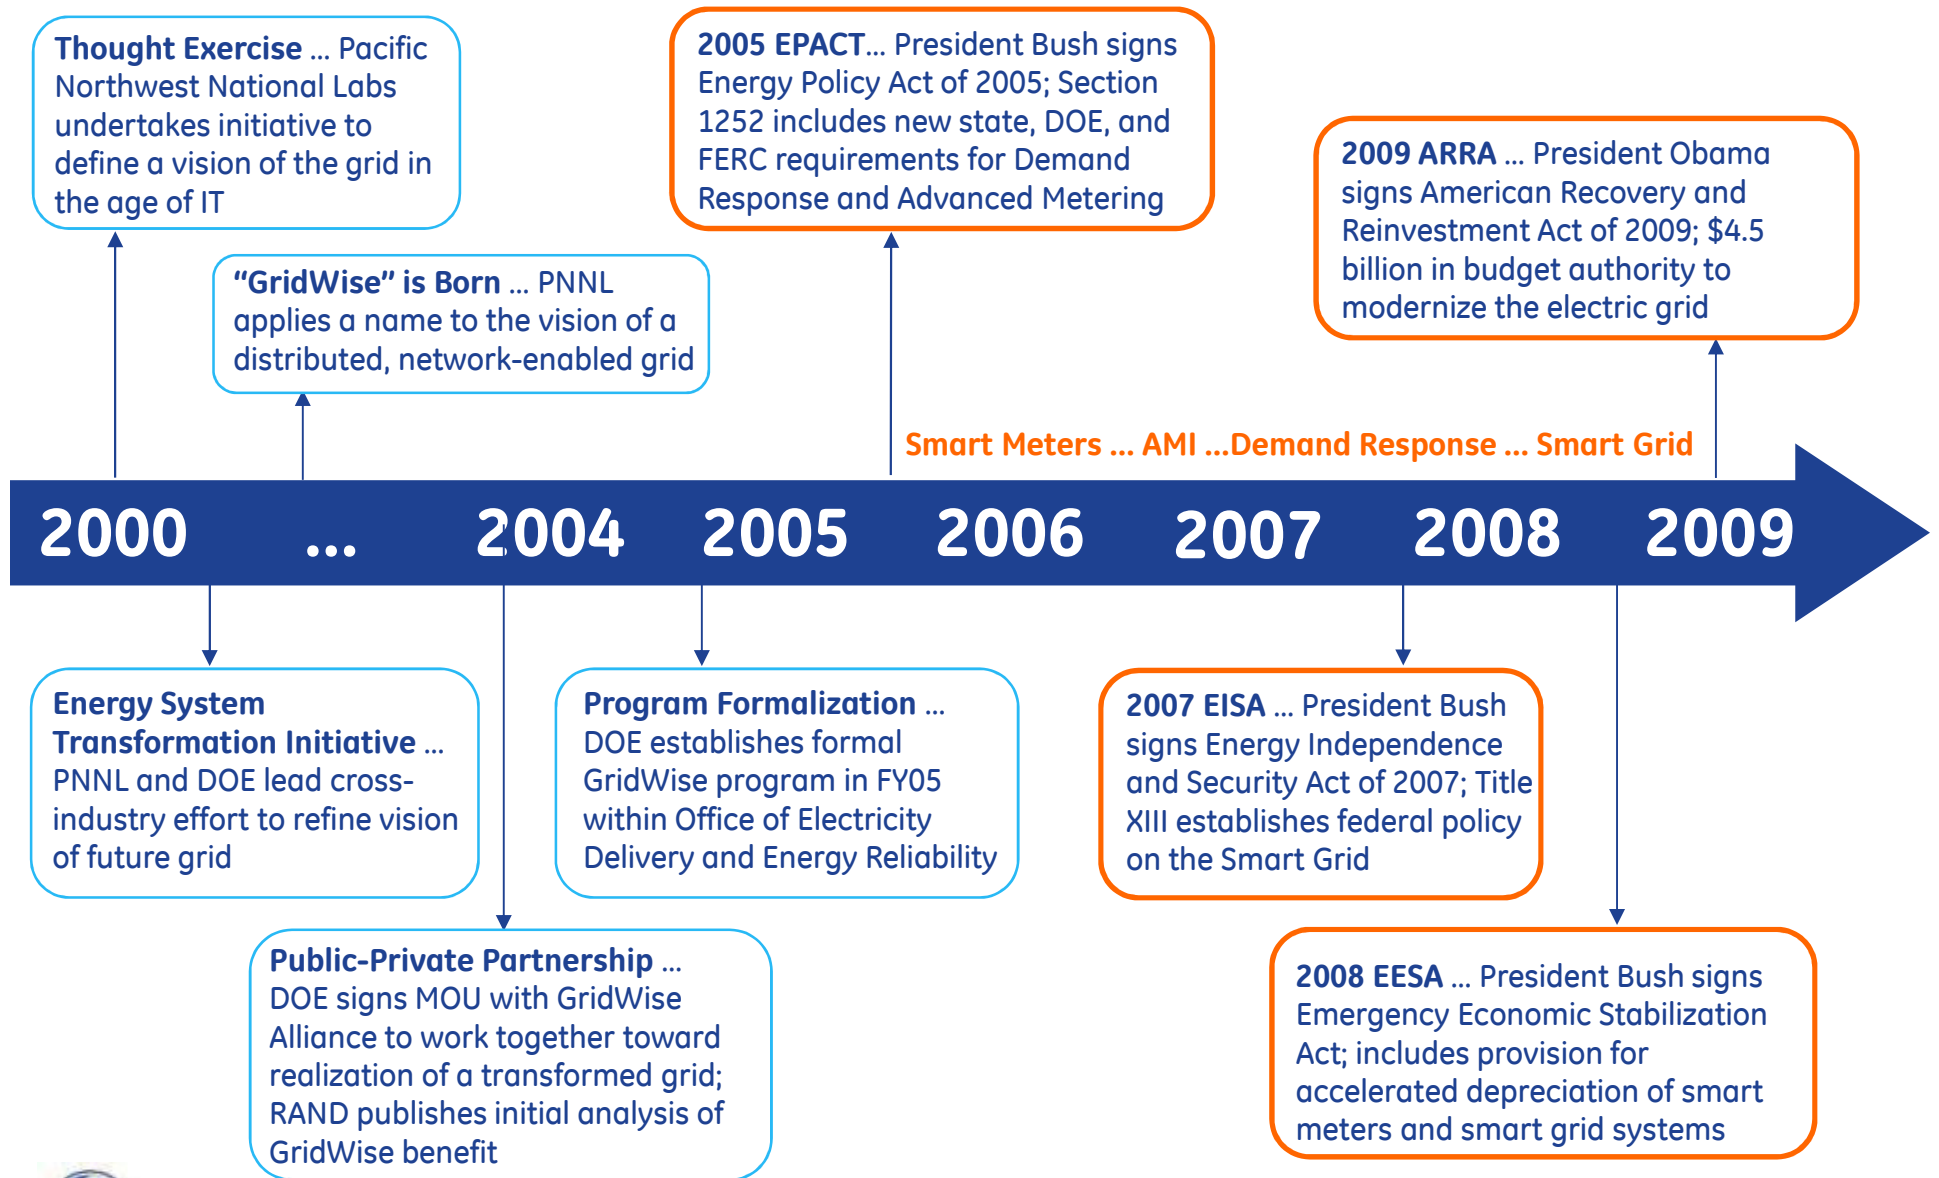 Thought Exercise ... Pacific
Northwest National Labs
undertakes initiative to
define a vision of the grid in
the age of IT
"GridWise" is Born ... PNNL
applies a name to the vision of a
distributed, network-enabled grid
2005 EPACT... President Bush signs
Energy Policy Act of 2005; Section
1252 includes new state, DOE, and
FERC requirements for Demand
Response and Advanced Metering
2009 ARRA ... President Obama
signs American Recovery and
Reinvestment Act of 2009; $4.5
billion in budget authority to
modernize the electric grid
Smart Meters ... AMI ...Demand Response ... Smart Grid
2000 ... 2004 2005 2006 2007 2008 2009
Energy System
Transformation Initiative ...
PNNL and DOE lead cross-
industry effort to refine vision
of future grid
Public-Private Partnership ...
DOE signs MOU with GridWise
Alliance to work together toward
realization of a transformed grid;
RAND publishes initial analysis of
GridWise benefit
Program Formalization ...
DOE establishes formal
GridWise program in FY05
within Office of Electricity
Delivery and Energy Reliability
2007 EISA ... President Bush
signs Energy Independence
and Security Act of 2007; Title
XIII establishes federal policy
on the Smart Grid
2008 EESA ... President Bush signs
Emergency Economic Stabilization
Act; includes provision for
accelerated depreciation of smart
meters and smart grid systems